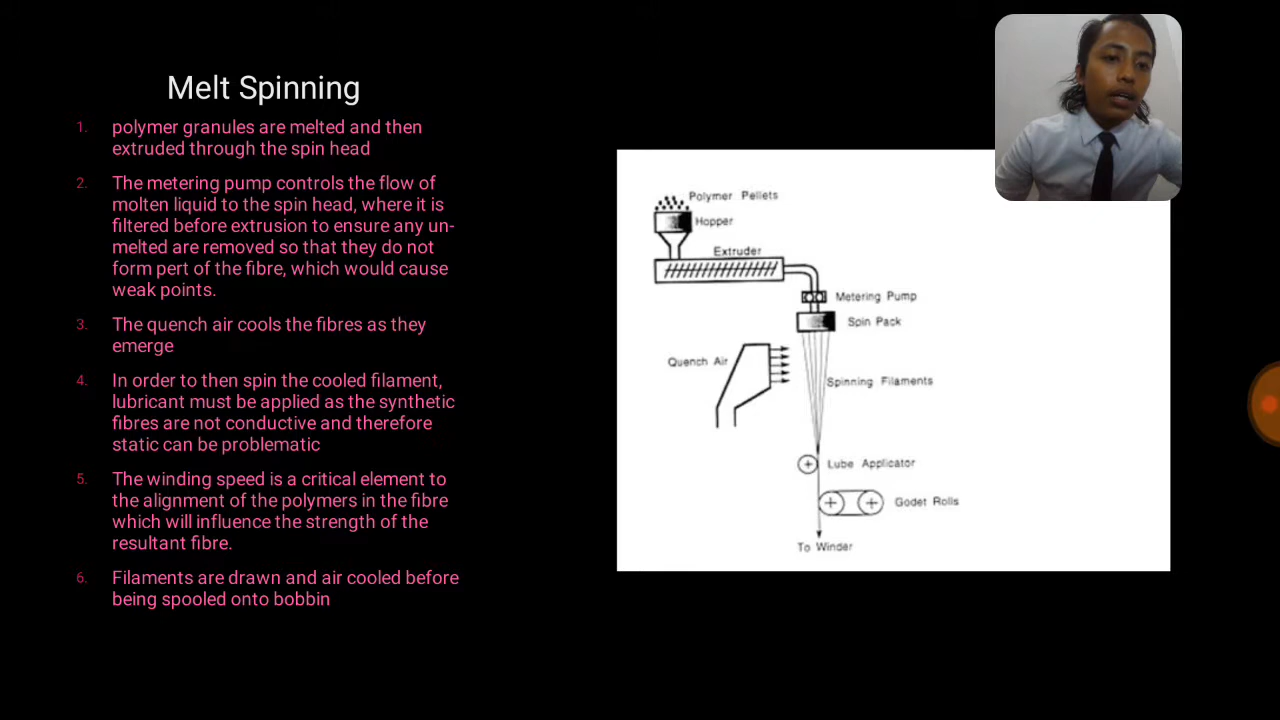 Melt Spinning
1. polymer granules are melted and then
extruded through the spin head
2. The metering pump controls the flow of
molten liquid to the spin head, where it is
filtered before extrusion to ensure any un-
melted are removed so that they do not
form pert of the fibre, which would cause
weak points.
3. The quench air cools the fibres as they
emerge
4. In order to then spin the cooled filament,
lubricant must be applied as the synthetic
fibres are not conductive and therefore
static can be problematic
5. The winding speed is a critical element to
the alignment of the polymers in the fibre
which will influence the strength of the
resultant fibre.
6. Filaments are drawn and air cooled before
being spooled onto bobbin
Polymer Pellets
Hopper
Extruder
Metering Pump
Spin Pack
Quench Air
Spinning Filaments
Lube Applicator
Godet Rolls
To Winder